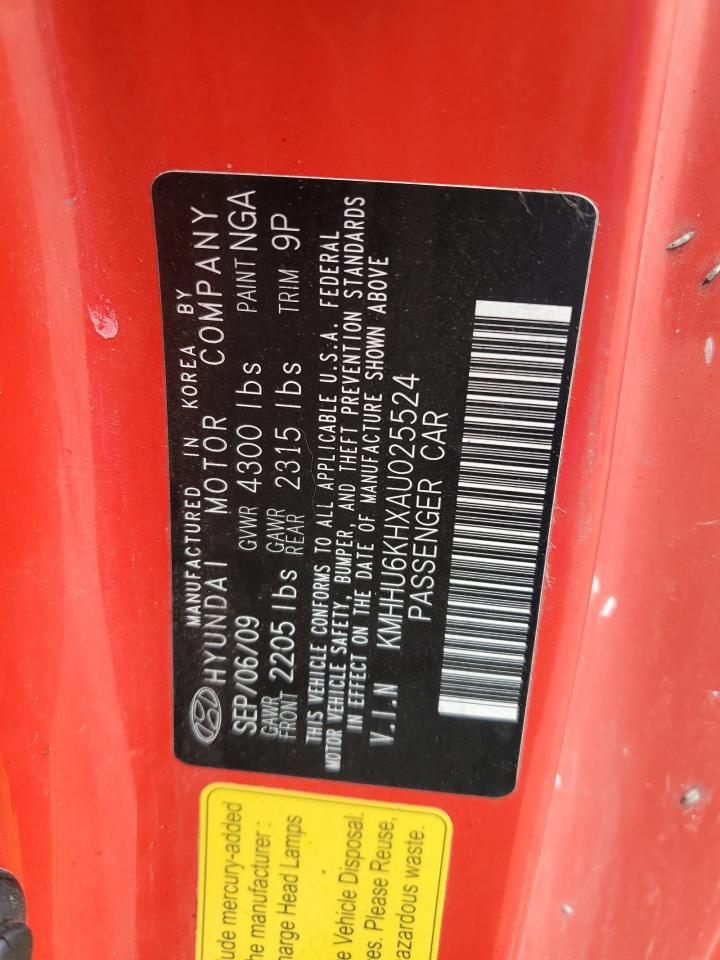 MANUFACTURED IN KOREA BY
HYUNDAI MOTOR COMPANY
SEP/06/09 GVWR 4300 lbs PAINT NGA
GAWR FRONT 2205 lbs GAWR REAR 2315 lbs TRIM 9P
THIS VEHICLE CONFORMS TO ALL APPLICABLE U.S.A. FEDERAL
MOTOR VEHICLE SAFETY, BUMPER, AND THEFT PREVENTION STANDARDS
IN EFFECT ON THE DATE OF MANUFACTURE SHOWN ABOVE
V.I.N KMHHU6KHXAU025524
PASSENGER CAR
ude mercury-added
he manufacturer
harge Head Lamps
e Vehicle Disposal.
es. Please Reuse,
azardous waste.